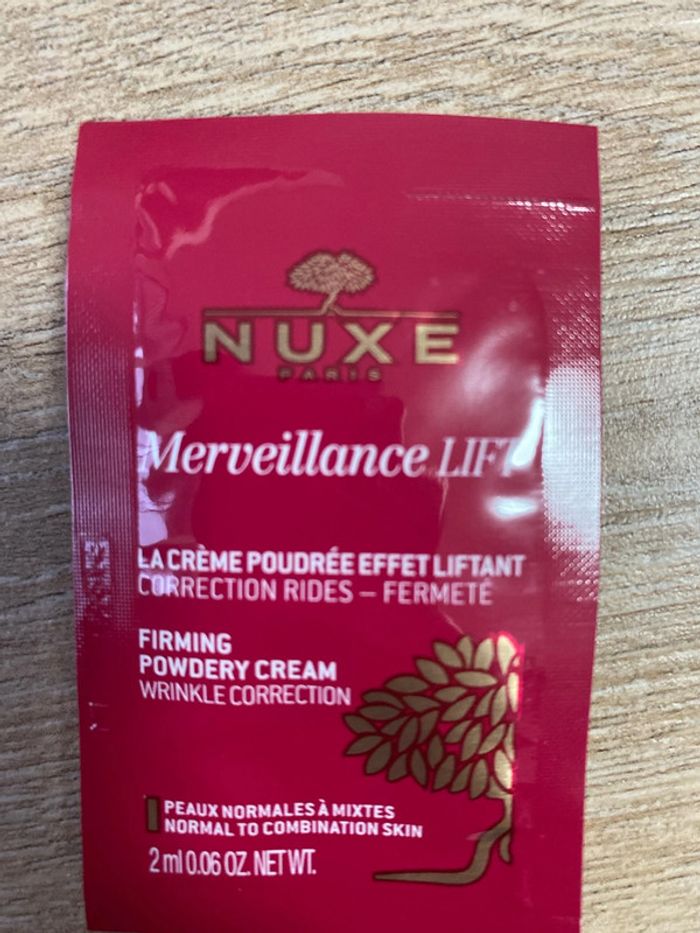 NUXE
PARIS
Merveillance LIFT
LA CRÈME POUDRÉE EFFET LIFTANT
CORRECTION RIDES – FERMETÉ
FIRMING
POWDERY CREAM
WRINKLE CORRECTION
PEAUX NORMALES À MIXTES
NORMAL TO COMBINATION SKIN
2 ml 0.06 OZ. NET WT.